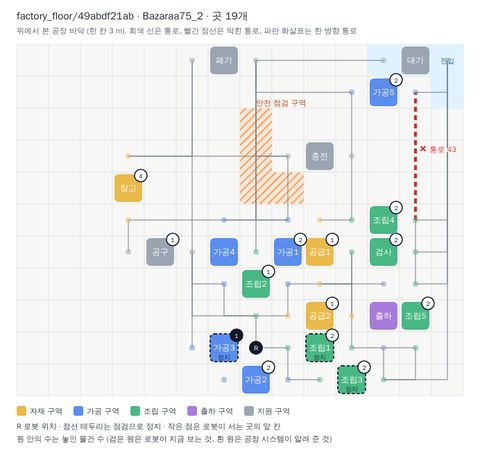 factory_floor/49abdf21ab · Bazaraa75_2 · 곳 19개
위에서 본 공장 바닥 (한 칸 3 m). 회색 선은 통로, 빨간 점선은 막힌 통로, 파란 화살표는 한 방향 통로
폐기
대기
전입
가공5
2
안전 점검 구역
✕ 통로 43
충전
창고
4
조립4
2
공구
1
가공4
가공1
2
공급1
1
검사
2
조립2
1
공급2
1
출하
조립5
2
가공3
1
정지
R
조립1
2
정지
가공2
2
조립3
2
정지
자재 구역
가공 구역
조립 구역
출하 구역
지원 구역
R 로봇 위치 · 점선 테두리는 점검으로 정지 · 작은 점은 로봇이 서는 곳의 앞 칸
원 안의 수는 놓인 물건 수 (검은 원은 로봇이 지금 보는 것, 흰 원은 공장 시스템이 알려 준 것)